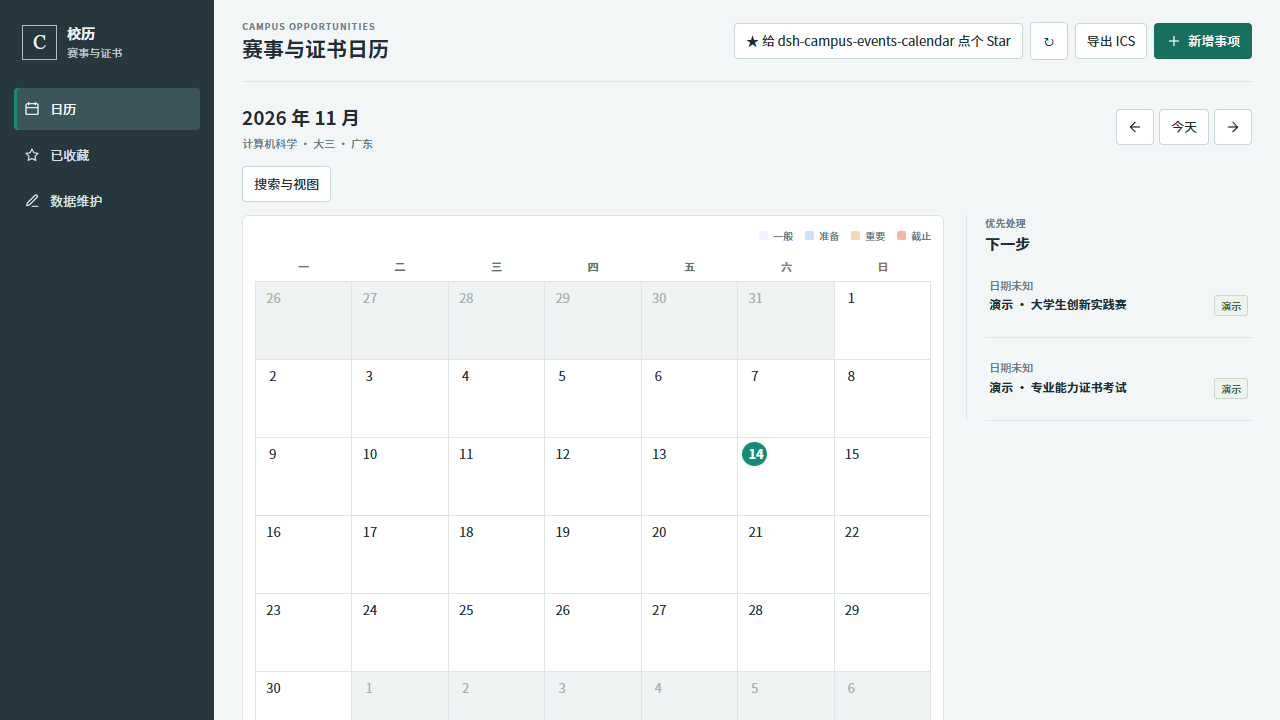 C
校历
赛事与证书
日历
已收藏
数据维护
CAMPUS OPPORTUNITIES
赛事与证书日历
★ 给 dsh-campus-events-calendar 点个 Star
↻
导出 ICS
+ 新增事项
2026 年 11 月
计算机科学 · 大三 · 广东
← 今天 →
搜索与视图
一般 准备 重要 截止
一 二 三 四 五 六 日
26 27 28 29 30 31 1
2 3 4 5 6 7 8
9 10 11 12 13 14 15
16 17 18 19 20 21 22
23 24 25 26 27 28 29
30 1 2 3 4 5 6
优先处理
下一步
日期未知
演示 · 大学生创新实践赛
演示
日期未知
演示 · 专业能力证书考试
演示